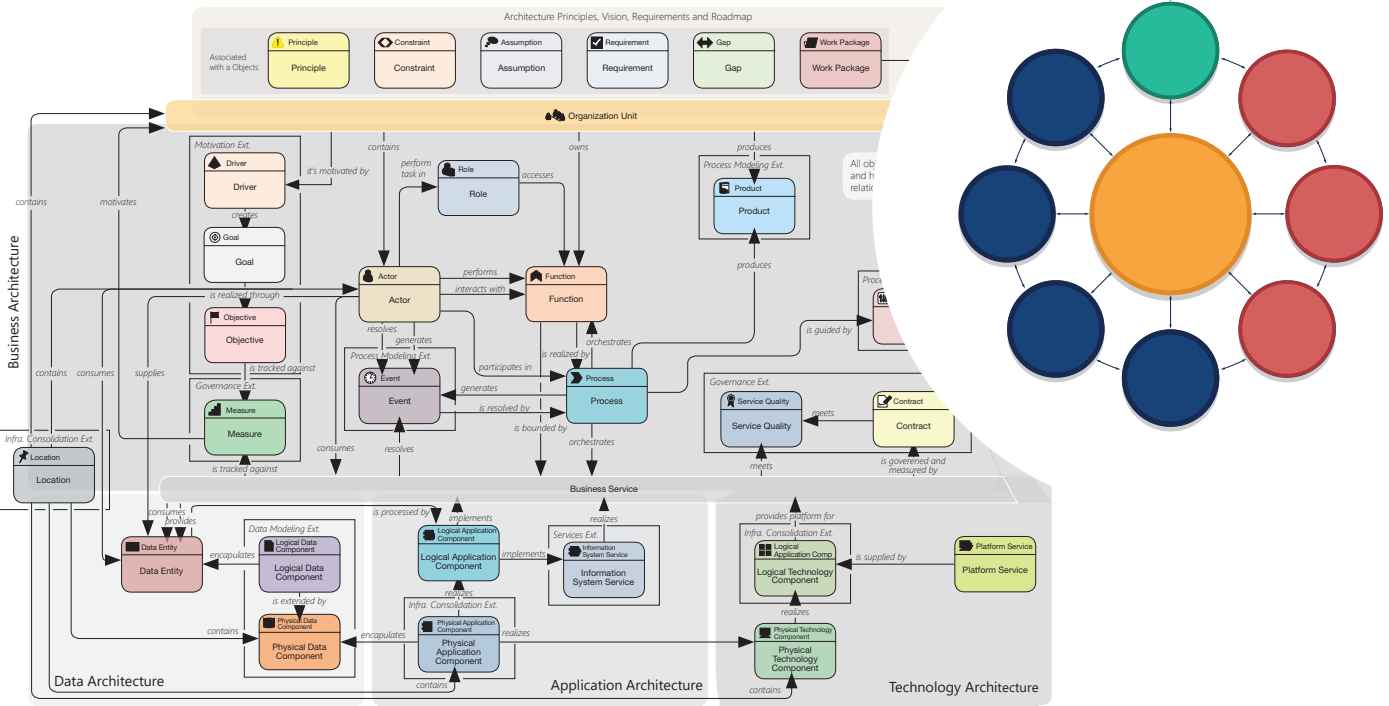 Architecture Principles, Vision, Requirements and Roadmap
Associated
with a Objects
Principle
Principle
Constraint
Constraint
Assumption
Assumption
Requirement
Requirement
Gap
Gap
Work Package
Work Package
Organization Unit
Business Architecture
contains
motivates
Motivation Ext.
Driver
Driver
it's motivated by
creates
Goal
Goal
is realized through
Objective
Objective
is tracked against
Governance Ext.
Measure
Measure
is tracked against
contains
perform
task in
Role
Role
accesses
owns
produces
Process Modeling Ext.
Product
Product
produces
All
and
Actor
Actor
performs
interacts with
Function
Function
resolves
generates
Process Modeling Ext.
Event
Event
participates in
generates
is resolved by
is realized by
orchestrates
Process
Process
is guided by
is bounded by
orchestrates
Governance Ext.
Service Quality
Service Quality
meets
Contract
Contract
meets
is goverened and
measured by
contains
consumes
supplies
consumes
resolves
Infra. Consolidation Ext.
Location
Location
Business Service
consumes
provides
Data Entity
Data Entity
encapsulates
Data Modeling Ext.
Logical Data
Component
Logical Data
Component
is extended by
Physical Data
Component
Physical Data
Component
contains
is processed by
implements
Logical Application
Component
Logical Application
Component
implements
realizes
Services Ext.
Information
System Service
Information
System Service
realizes
Infra. Consolidation Ext.
Physical Application
Component
Physical
Application
Component
encapsulates
realizes
contains
provides platform for
Infra. Consolidation Ext.
Logical
Application Comp
Logical Technology
Component
is supplied by
Platform Service
Platform Service
realizes
Physical Technology
Component
Physical
Technology
Component
contains
Data Architecture
Application Architecture
Technology Architecture